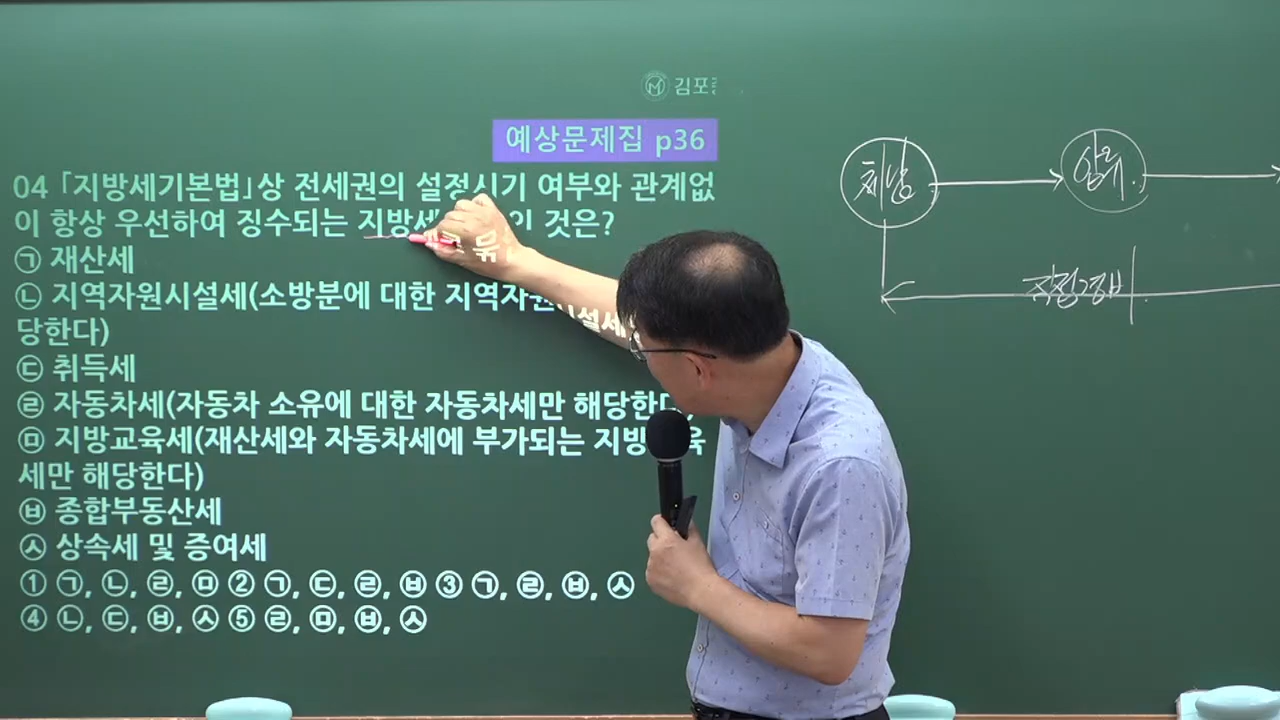 김포
예상문제집 p36
04 「지방세기본법」상 전세권의 설정시기 여부와 관계없
이 항상 우선하여 징수되는 지방세 묶 인 것은?
㉠ 재산세
㉡ 지역자원시설세(소방분에 대한 지역자원시설세
당한다)
㉢ 취득세
㉣ 자동차세(자동차 소유에 대한 자동차세만 해당한다)
㉤ 지방교육세(재산세와 자동차세에 부가되는 지방 육
세만 해당한다)
㉥ 종합부동산세
㉦ 상속세 및 증여세
① ㉠, ㉡, ㉣, ㉤ ② ㉠, ㉢, ㉣, ㉥ ③ ㉠, ㉣, ㉥, ㉦
④ ㉡, ㉢, ㉥, ㉦ ⑤ ㉣, ㉤, ㉥, ㉦
체납
압류